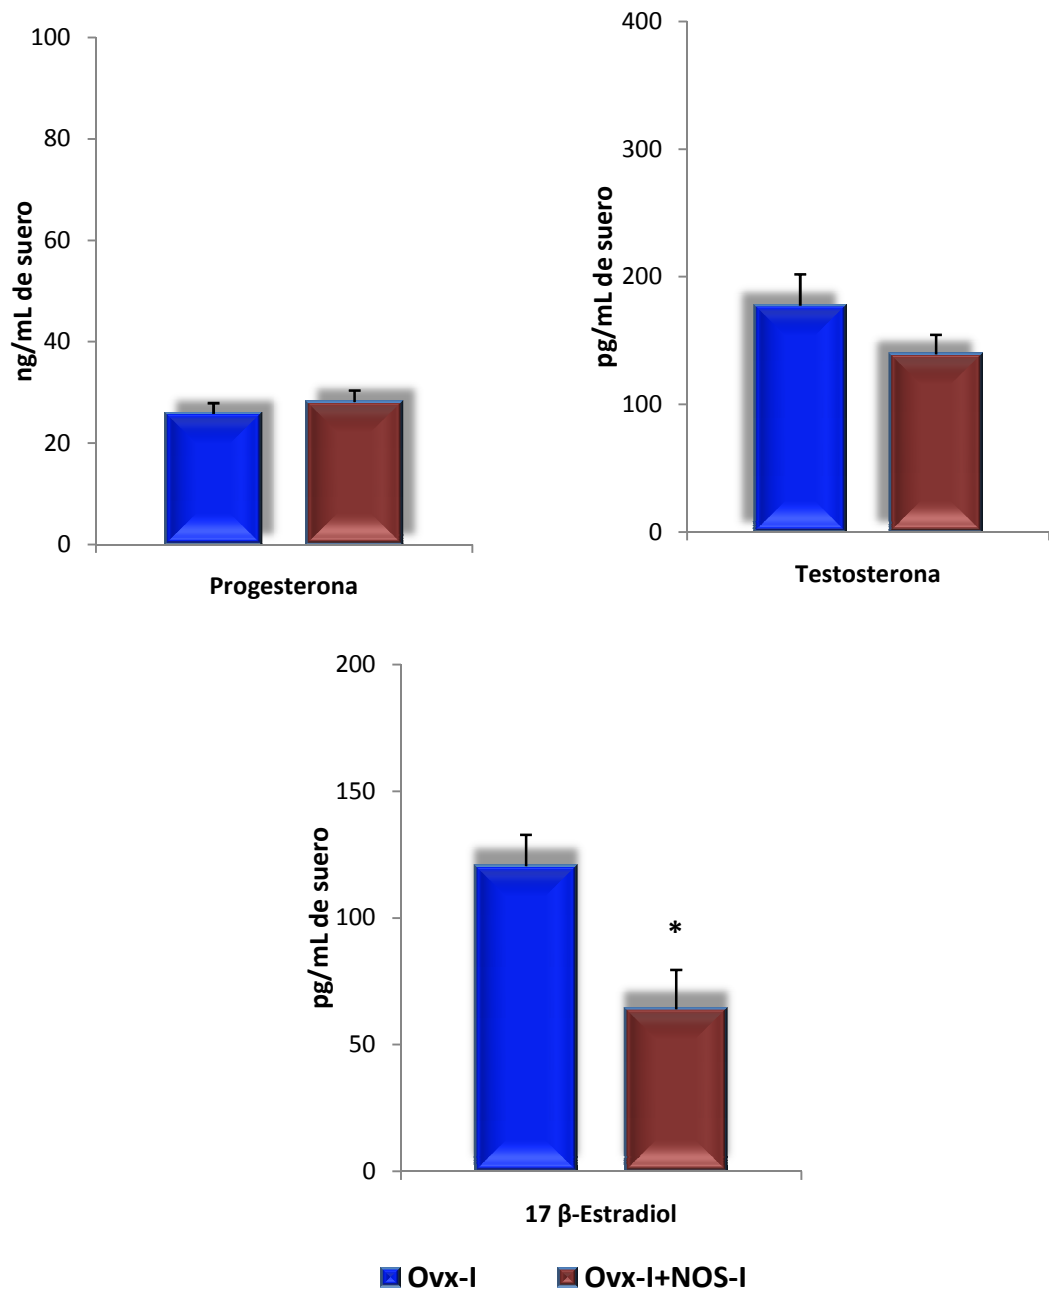 100
80
60
40
20
0
ng/mL de suero
Progesterona
400
300
200
100
0
pg/mL de suero
Testosterona
200
150
100
50
0
pg/mL de suero
*
17 β-Estradiol
Ovx-I
Ovx-I+NOS-I